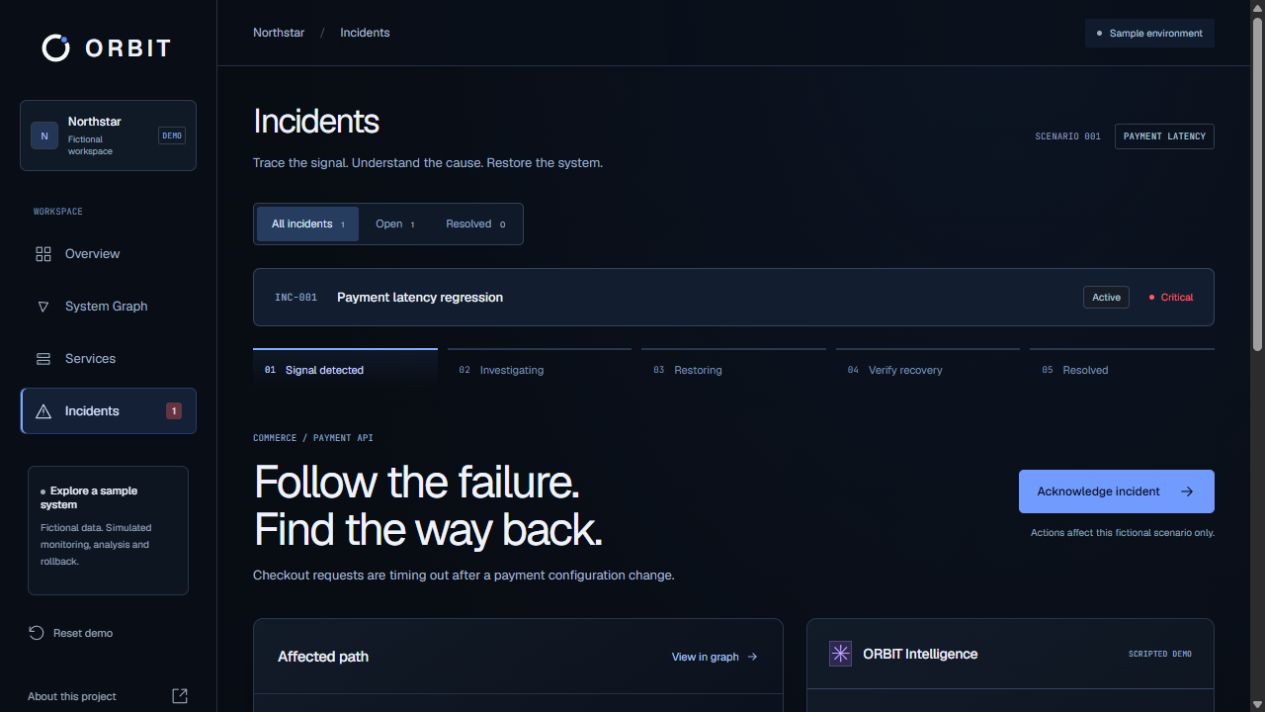 ORBIT
N
Northstar
Fictional
workspace
DEMO
WORKSPACE
Overview
System Graph
Services
Incidents 1
Explore a sample
system
Fictional data. Simulated
monitoring, analysis and
rollback.
Reset demo
About this project
Northstar / Incidents
Sample environment
Incidents
Trace the signal. Understand the cause. Restore the system.
SCENARIO 001 PAYMENT LATENCY
All incidents 1 Open 1 Resolved 0
INC-001 Payment latency regression Active Critical
01 Signal detected 02 Investigating 03 Restoring 04 Verify recovery 05 Resolved
COMMERCE / PAYMENT API
Follow the failure.
Find the way back.
Checkout requests are timing out after a payment configuration change.
Acknowledge incident →
Actions affect this fictional scenario only.
Affected path View in graph →
ORBIT Intelligence SCRIPTED DEMO